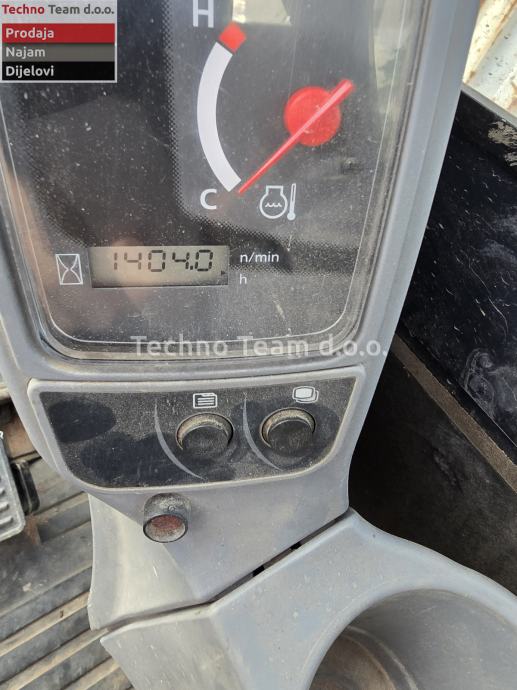 Techno Team d.o.o.
Prodaja
Najam
Dijelovi
H
C
1404.0
n/min
h
Techno Team d.o.o.